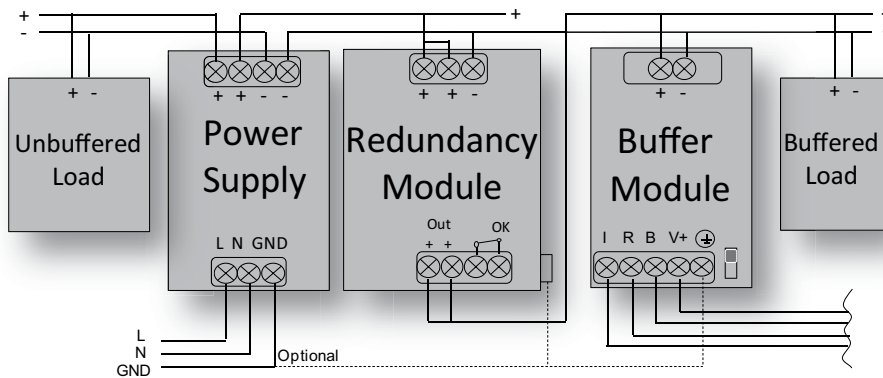 + + +
- -
+ - + + - - + + - + - + -
Unbuffered
Load
Power
Supply
Redundancy
Module
Buffer
Module
Buffered
Load
L N GND
Out
+ +
OK
I R B V+
L
N
GND
Optional